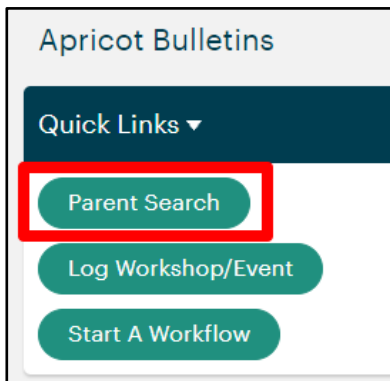 Apricot Bulletins
Quick Links ▾
Parent Search
Log Workshop/Event
Start A Workflow